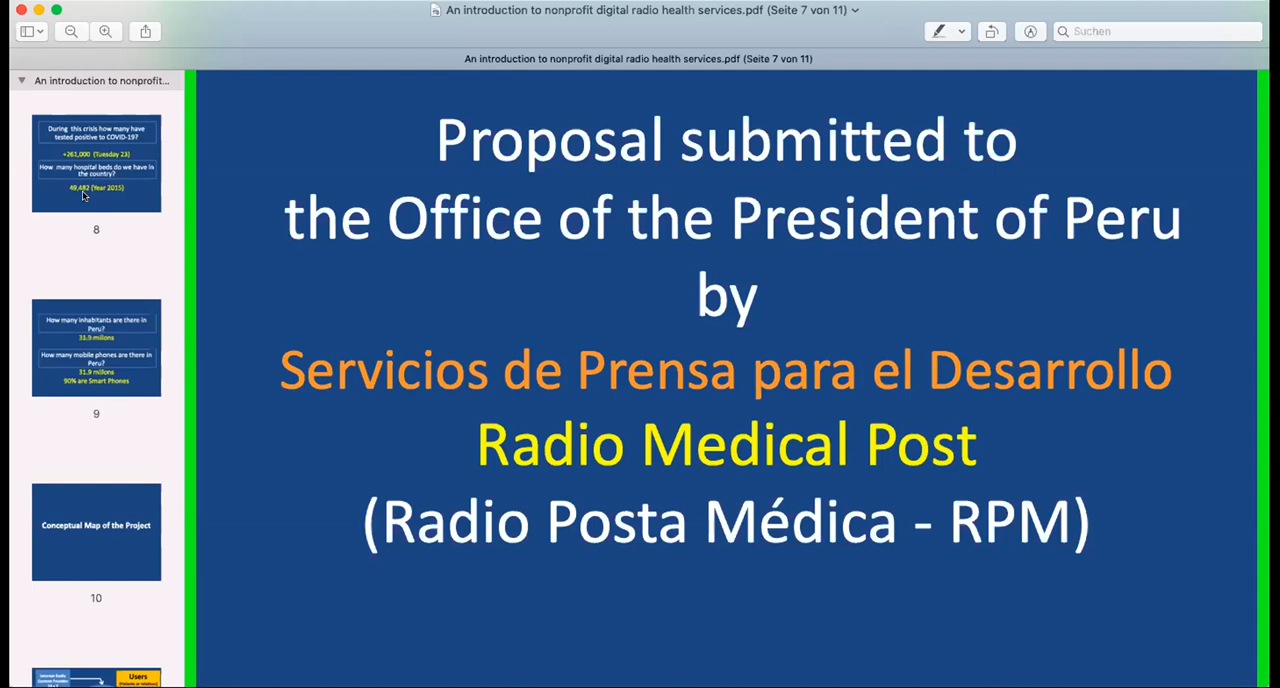 An introduction to nonprofit digital radio health services.pdf (Seite 7 von 11)
Suchen
An introduction to nonprofit digital radio health services.pdf (Seite 7 von 11)
An introduction to nonprofit...
During this crisis how many have
tested positive to COVID-19?
+261,000 (Tuesday 23)
How many hospital beds do we have in
the country?
49,482 (Year 2015)
8
How many inhabitants are there in
Peru?
31.9 millons
How many mobile phones are there in
Peru?
31.9 millons
90% are Smart Phones
9
Conceptual Map of the Project
10
Users
Proposal submitted to
the Office of the President of Peru
by
Servicios de Prensa para el Desarrollo
Radio Medical Post
(Radio Posta Médica - RPM)